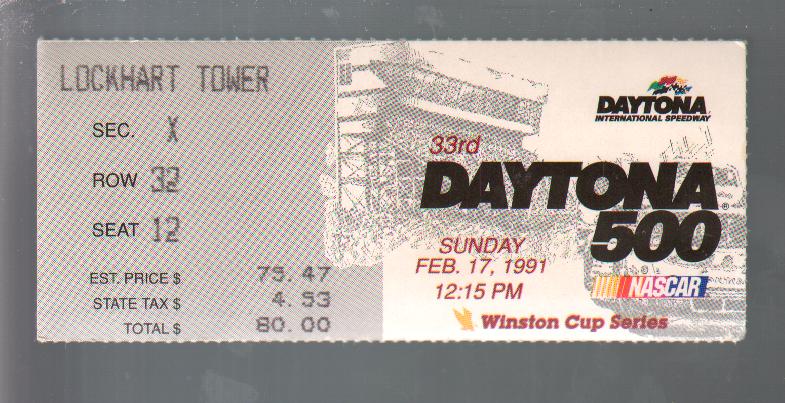 LOCKHART TOWER
SEC. X
ROW 32
SEAT 12
EST. PRICE $ 75.47
STATE TAX $ 4.53
TOTAL $ 80.00
DAYTONA
INTERNATIONAL SPEEDWAY
33rd
DAYTONA
500
®
SUNDAY
FEB. 17, 1991
12:15 PM
NASCAR
Winston Cup Series